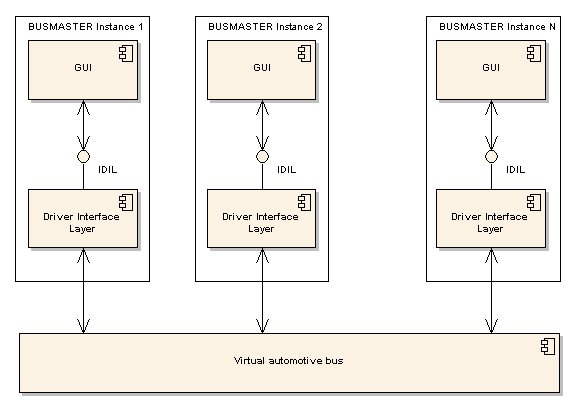 BUSMASTER Instance 1
BUSMASTER Instance 2
BUSMASTER Instance N
GUI
GUI
GUI
IDIL
IDIL
IDIL
Driver Interface
Layer
Driver Interface
Layer
Driver Interface
Layer
Virtual automotive bus